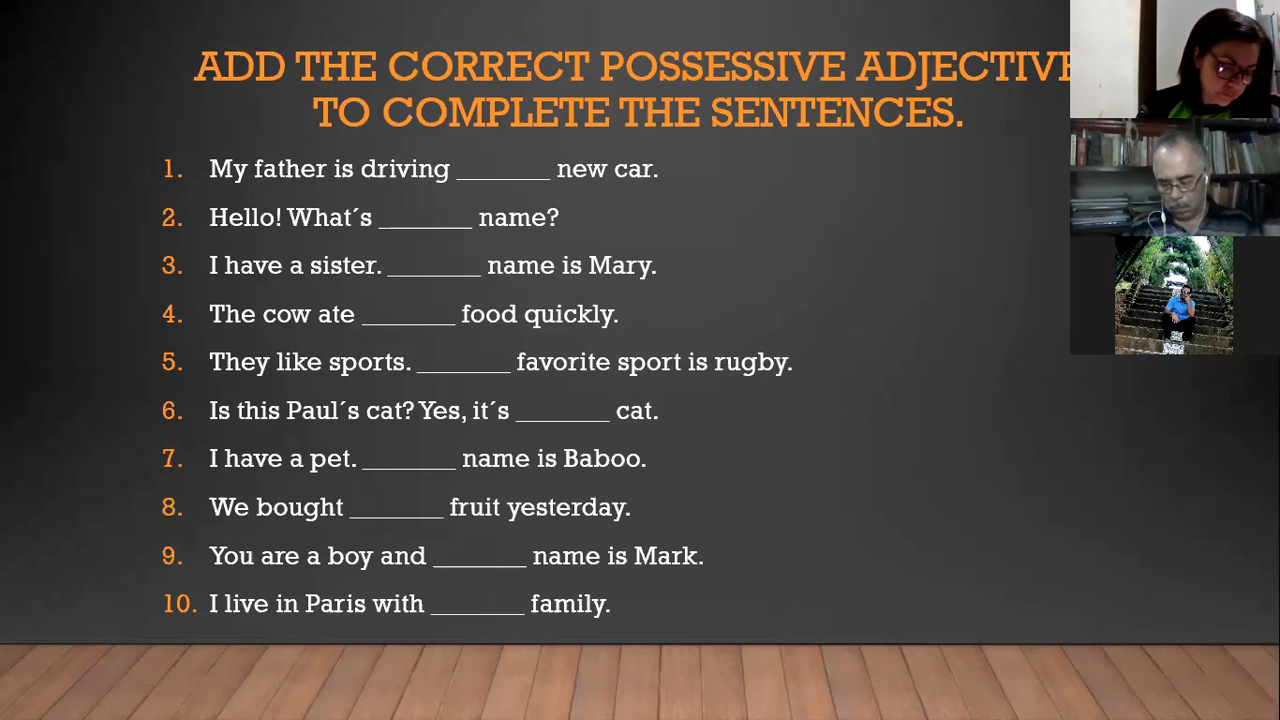 ADD THE CORRECT POSSESSIVE ADJECTIVE
TO COMPLETE THE SENTENCES.
1. My father is driving _______ new car.
2. Hello! What´s _______ name?
3. I have a sister. _______ name is Mary.
4. The cow ate _______ food quickly.
5. They like sports. _______ favorite sport is rugby.
6. Is this Paul´s cat? Yes, it´s _______ cat.
7. I have a pet. _______ name is Baboo.
8. We bought _______ fruit yesterday.
9. You are a boy and _______ name is Mark.
10. I live in Paris with _______ family.